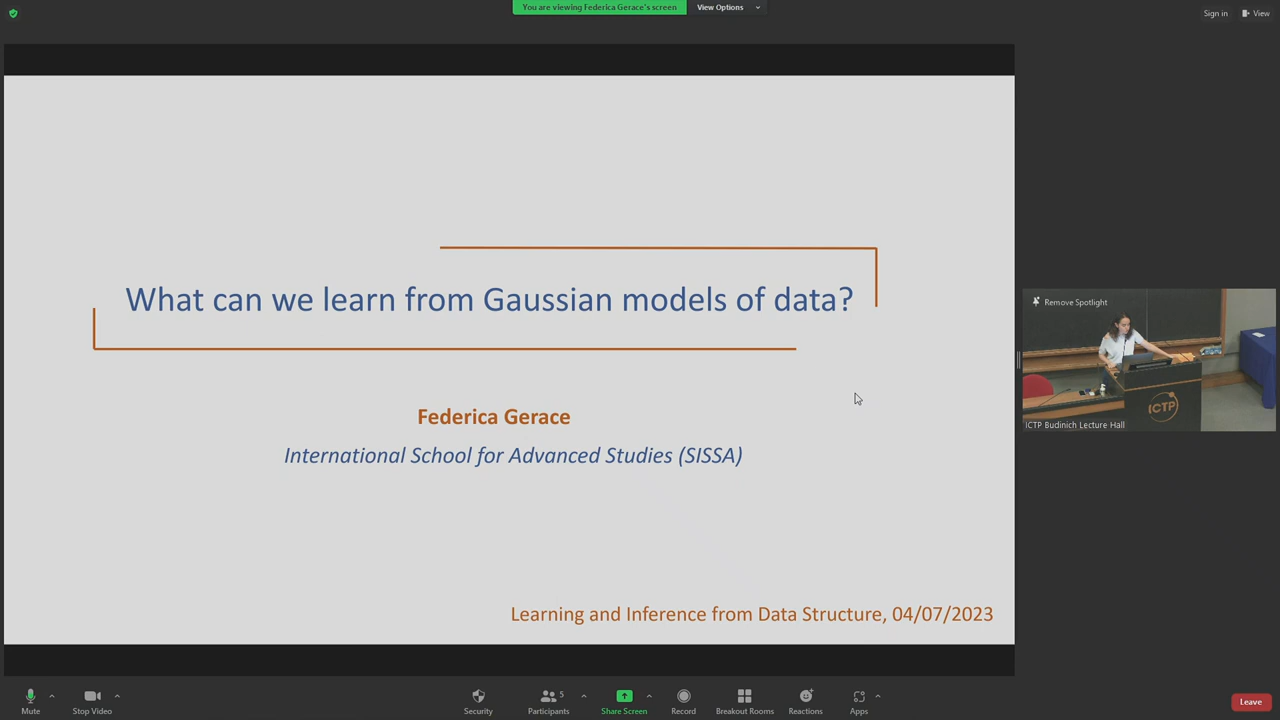 You are viewing Federica Gerace's screen
View Options
Sign in
View
What can we learn from Gaussian models of data?
Federica Gerace
International School for Advanced Studies (SISSA)
Learning and Inference from Data Structure, 04/07/2023
Remove Spotlight
ICTP
ICTP Budinich Lecture Hall
Mute
Stop Video
Security
Participants
5
Share Screen
Record
Breakout Rooms
Reactions
Apps
Leave